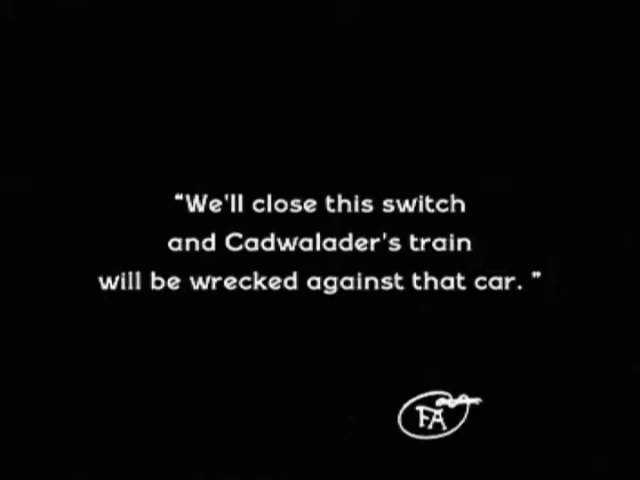 “We'll close this switch
and Cadwalader's train
will be wrecked against that car. ”
FA